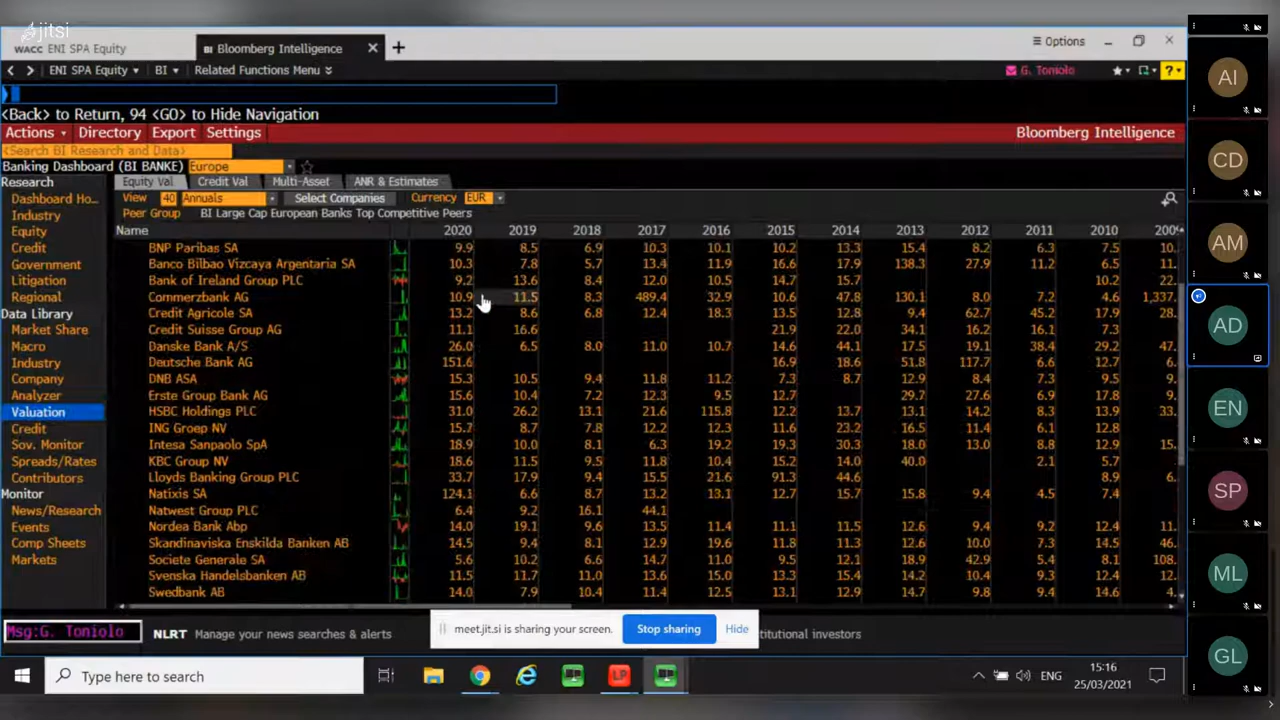 jitsi
WACC ENI SPA Equity
BI Bloomberg Intelligence
Options
ENI SPA Equity BI Related Functions Menu G. Toniolo ?
<Back> to Return, 94 <GO> to Hide Navigation
Actions Directory Export Settings Bloomberg Intelligence
<Search BI Research and Data>
Banking Dashboard (BI BANKE) Europe
Research Equity Val Credit Val Multi-Asset ANR & Estimates
Dashboard Ho... View 40 Annuals Select Companies Currency EUR
Industry Peer Group BI Large Cap European Banks Top Competitive Peers
Equity Name 2020 2019 2018 2017 2016 2015 2014 2013 2012 2011 2010 2009
Credit BNP Paribas SA 9.9 8.5 6.9 10.3 10.1 10.2 13.3 15.4 8.2 6.3 7.5 10.
Government Banco Bilbao Vizcaya Argentaria SA 10.3 7.8 5.7 13.4 11.9 16.6 17.9 138.3 27.9 11.2 6.5 11.
Litigation Bank of Ireland Group PLC 9.2 13.6 8.4 12.0 10.5 14.7 15.7 10.2 22.
Regional Commerzbank AG 10.9 11.5 8.3 489.4 32.9 10.6 47.8 130.1 8.0 7.2 4.6 1,337.
Data Library Credit Agricole SA 13.2 8.6 6.8 12.4 18.3 13.5 12.8 9.4 62.7 45.2 17.9 28.
Market Share Credit Suisse Group AG 11.1 16.6 21.9 22.0 34.1 16.2 16.1 7.3
Macro Danske Bank A/S 26.0 6.5 8.0 11.0 10.7 14.6 44.1 17.5 19.1 38.4 29.2 47.
Industry Deutsche Bank AG 151.6 16.9 18.6 51.8 117.7 6.6 12.7 6.
Company DNB ASA 15.3 10.5 9.4 11.8 11.2 7.3 8.7 12.9 8.4 7.3 9.5 9.
Analyzer Erste Group Bank AG 15.6 10.4 7.2 12.3 9.5 12.7 29.7 27.6 6.9 17.8 9.
Valuation HSBC Holdings PLC 31.0 26.2 13.1 21.6 115.8 12.2 13.7 13.1 14.2 8.3 13.9 33.
Credit ING Groep NV 15.7 8.7 7.8 12.2 12.3 11.6 23.2 16.5 11.4 6.1 12.8
Sov. Monitor Intesa Sanpaolo SpA 18.9 10.0 8.1 6.3 19.2 19.3 30.3 18.0 13.0 8.8 12.9 15.
Spreads/Rates KBC Group NV 18.6 11.5 9.5 11.8 10.4 15.2 14.0 40.0 2.1 5.7
Contributors Lloyds Banking Group PLC 33.7 17.9 9.4 15.5 21.6 91.3 44.6 8.9 6.
Monitor Natixis SA 124.1 6.6 8.7 13.2 13.1 12.7 15.7 15.8 9.4 4.5 7.4
News/Research Natwest Group PLC 6.4 9.2 16.1 44.1
Events Nordea Bank Abp 14.0 19.1 9.6 13.5 11.4 11.1 11.5 12.6 9.4 9.2 12.4 11.
Comp Sheets Skandinaviska Enskilda Banken AB 14.5 9.4 8.1 12.9 19.6 11.8 11.3 12.6 10.0 7.3 14.5 46.
Markets Societe Generale SA 5.6 10.2 6.6 14.7 11.0 9.5 12.1 18.9 42.9 5.4 8.1 108.
Svenska Handelsbanken AB 11.5 11.7 11.0 13.6 15.0 13.3 15.4 14.2 10.4 9.3 12.4 12.
Swedbank AB 14.0 7.9 10.4 11.4 12.5 13.1 12.9 14.7 9.8 9.4 14.6 4.
Msg:G. Toniolo NLRT Manage your news searches & alerts meet.jit.si is sharing your screen. Stop sharing Hide titutional investors
Type here to search LP ENG 15:16
25/03/2021
AI
CD
AM
AD
EN
SP
ML
GL